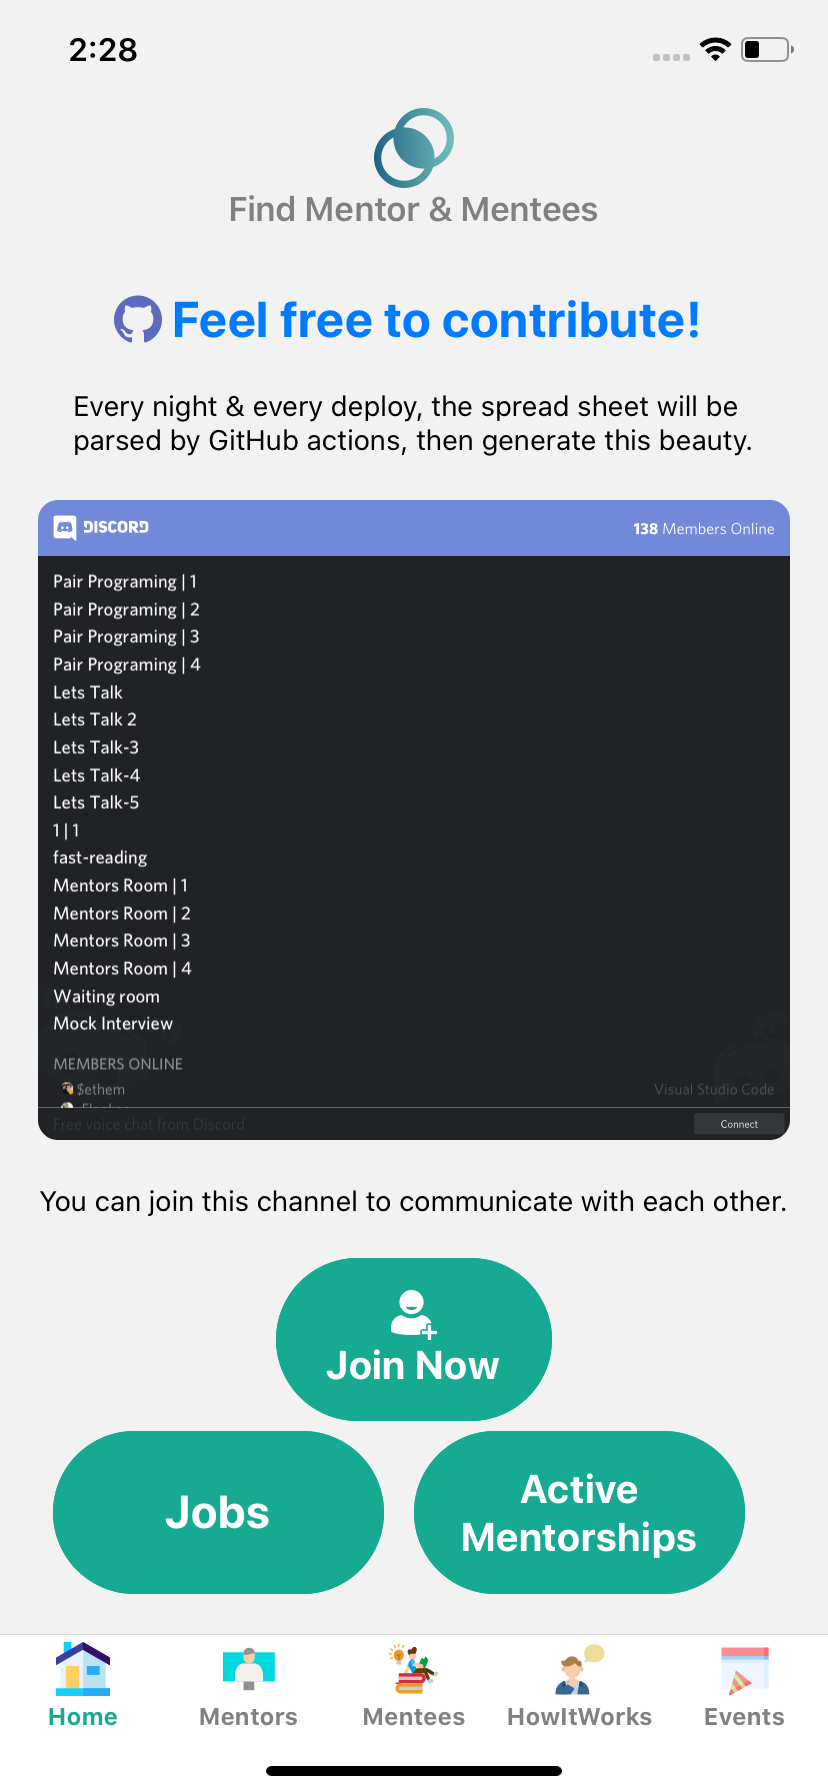 2:28
Find Mentor & Mentees
Feel free to contribute!
Every night & every deploy, the spread sheet will be
parsed by GitHub actions, then generate this beauty.
DISCORD
138 Members Online
Pair Programing | 1
Pair Programing | 2
Pair Programing | 3
Pair Programing | 4
Lets Talk
Lets Talk 2
Lets Talk-3
Lets Talk-4
Lets Talk-5
1 | 1
fast-reading
Mentors Room | 1
Mentors Room | 2
Mentors Room | 3
Mentors Room | 4
Waiting room
Mock Interview
MEMBERS ONLINE
$ethem
Visual Studio Code
Free voice chat from Discord
Connect
You can join this channel to communicate with each other.
Join Now
Jobs
Active
Mentorships
Home
Mentors
Mentees
HowItWorks
Events